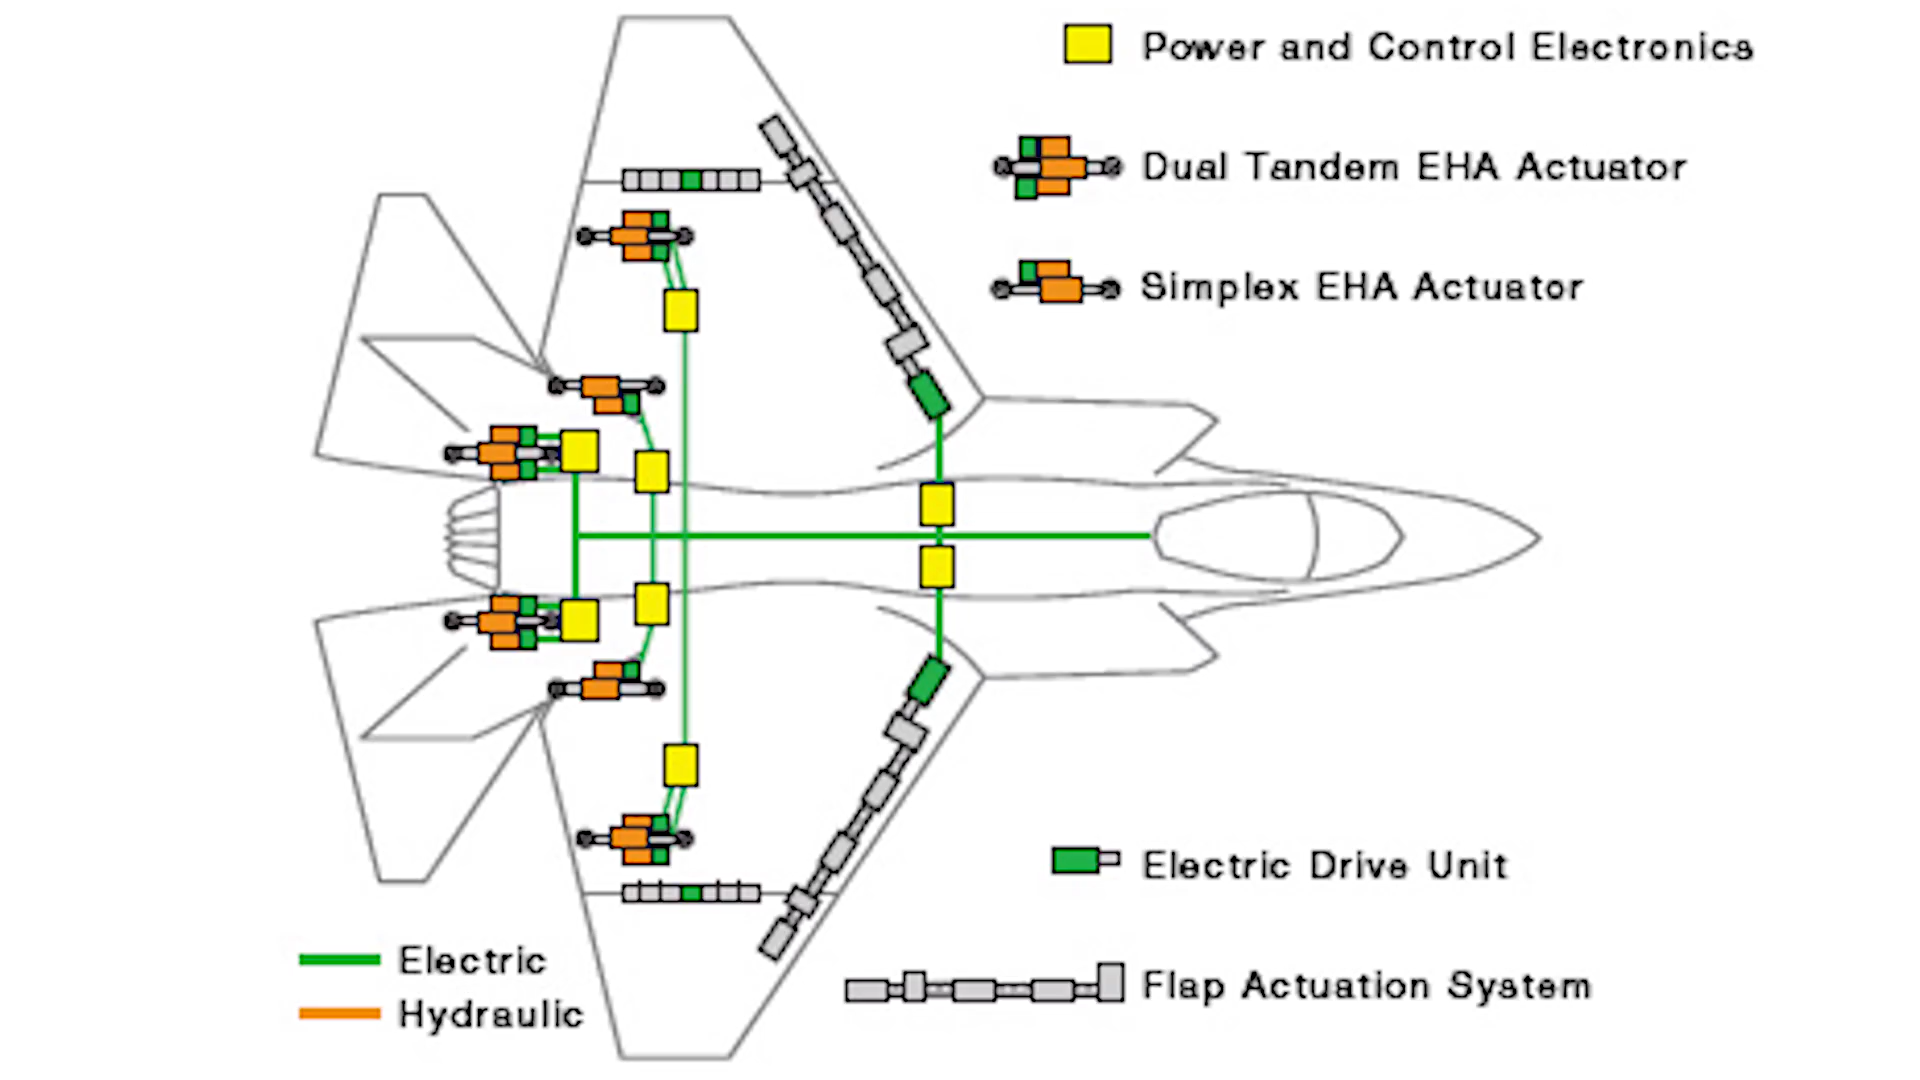 Power and Control Electronics
Dual Tandem EHA Actuator
Simplex EHA Actuator
Electric Drive Unit
Electric
Flap Actuation System
Hydraulic